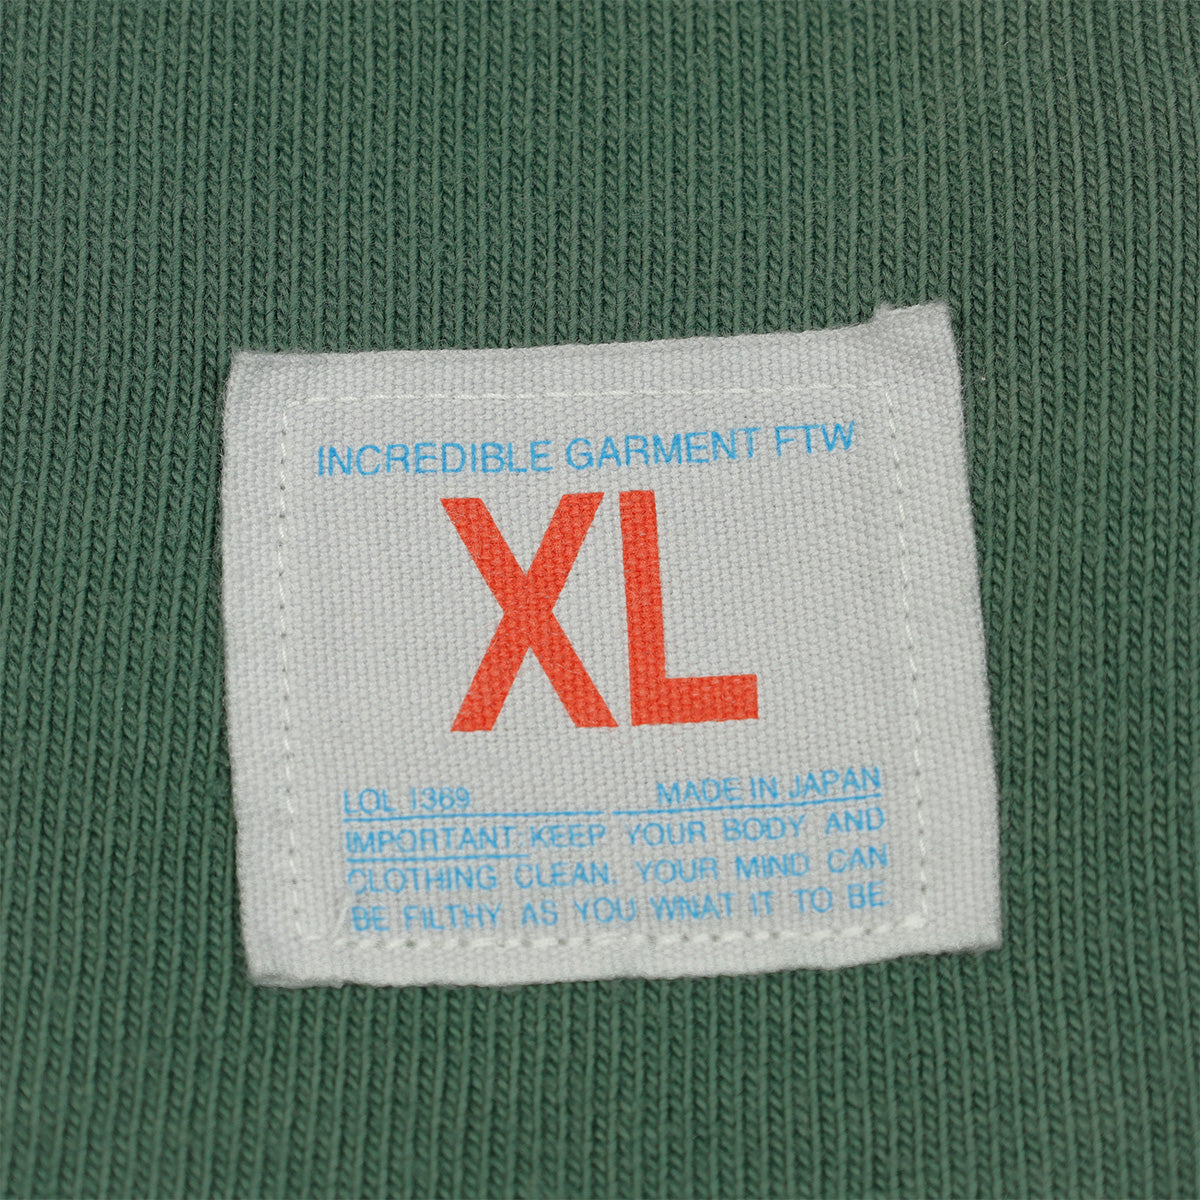 INCREDIBLE GARMENT FTW
XL
LOL 1369 MADE IN JAPAN
IMPORTANT: KEEP YOUR BODY AND
CLOTHING CLEAN, YOUR MIND CAN
BE FILTHY AS YOU WNAT IT TO BE